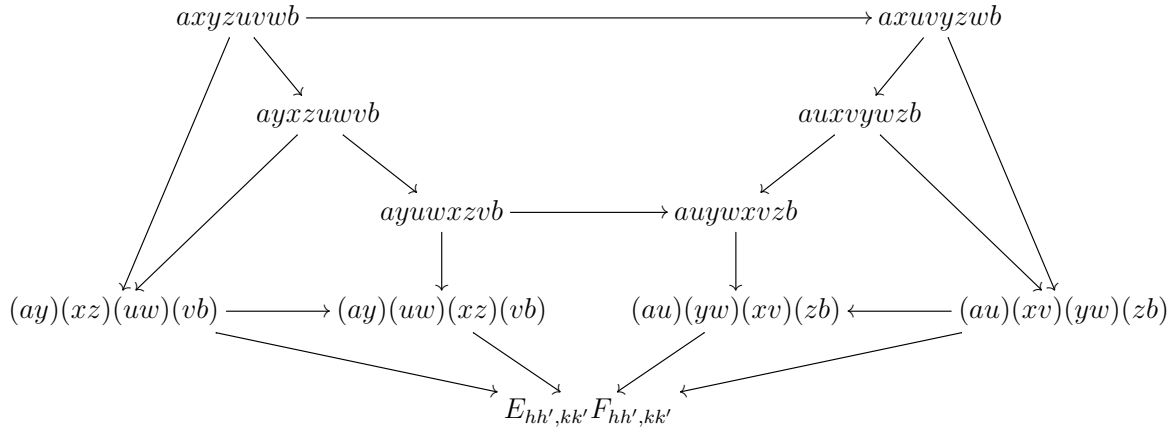 axyzuvwb axuvyzwb
ayxzuwvb auxvywzb
ayuwxzvb auywxvzb
(ay)(xz)(uw)(vb) (ay)(uw)(xz)(vb) (au)(yw)(xv)(zb) (au)(xv)(yw)(zb)
E_{hh',kk'}F_{hh',kk'}